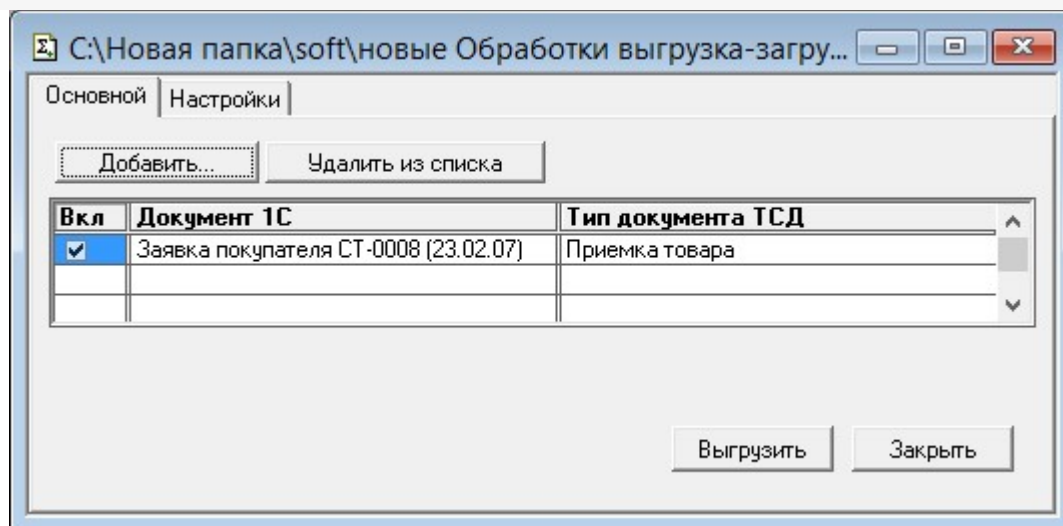 C:\Новая папка\soft\новые Обработки выгрузка-загру...
Основной Настройки
Добавить... Удалить из списка
Вкл Документ 1С Тип документа ТСД
Заявка покупателя СТ-0008 (23.02.07) Приемка товара
Выгрузить Закрыть